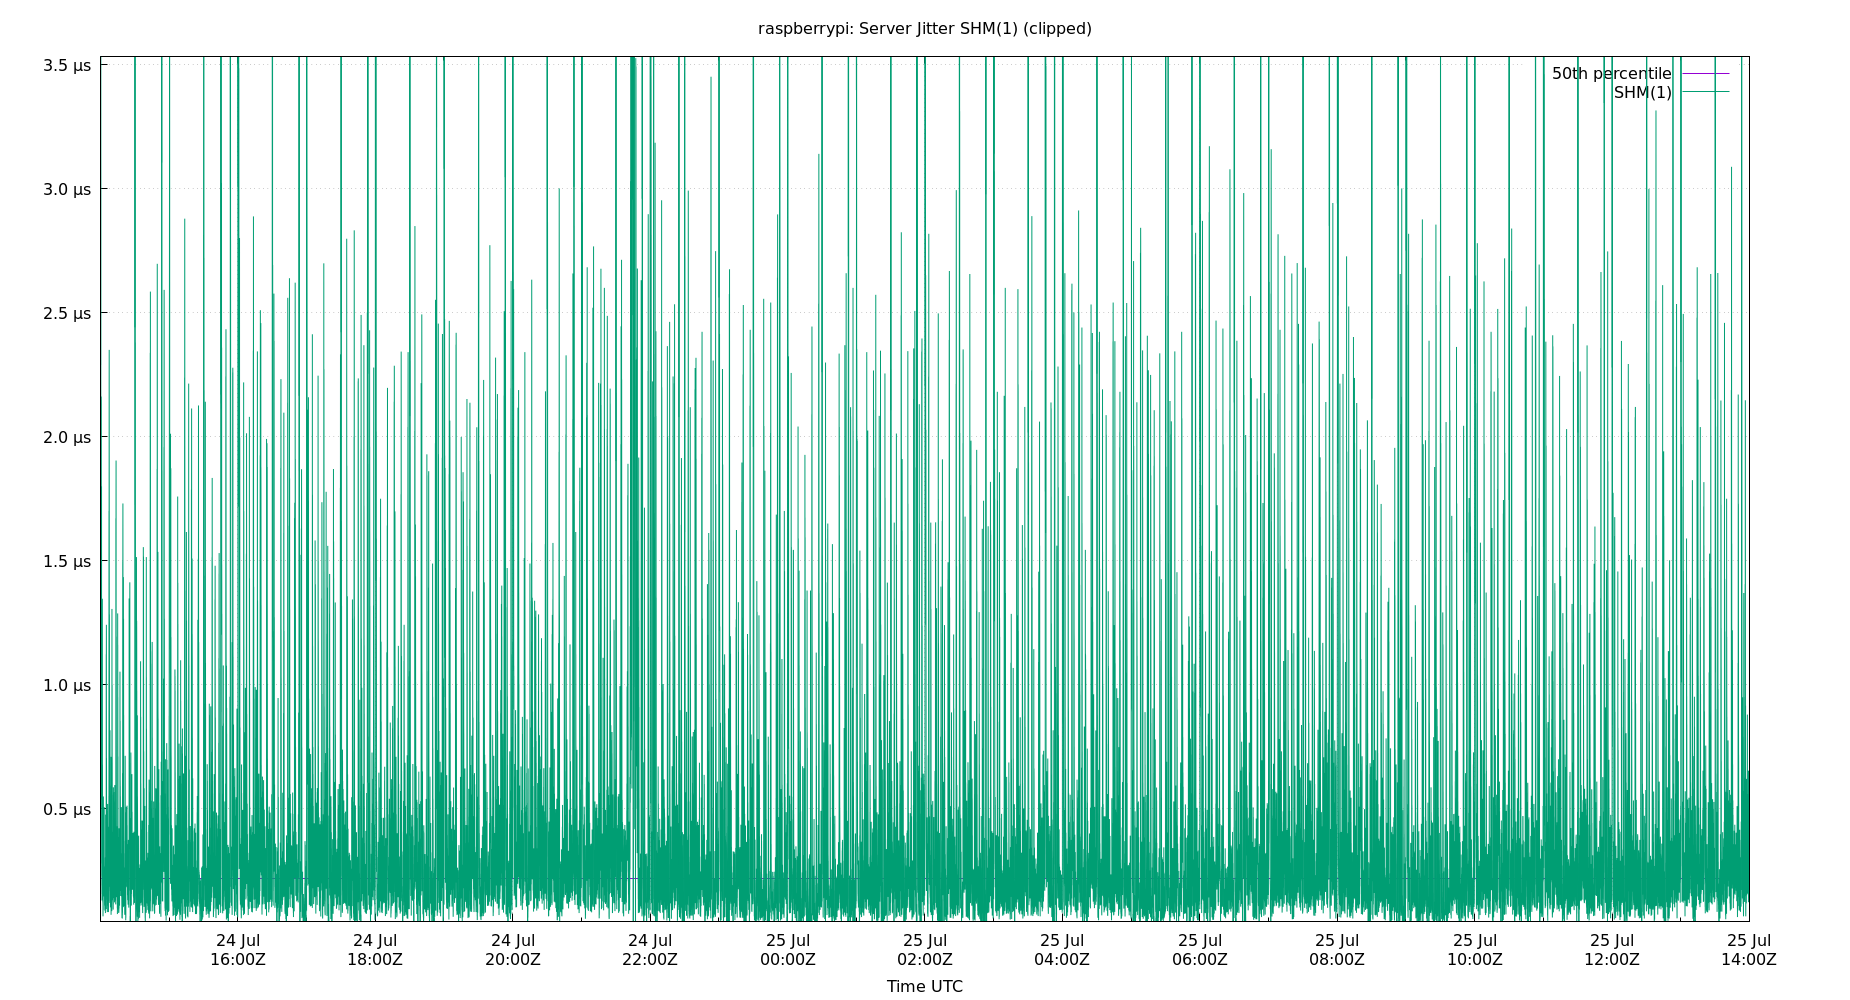 raspberrypi: Server Jitter SHM(1) (clipped)
3.5 µs
3.0 µs
2.5 µs
2.0 µs
1.5 µs
1.0 µs
0.5 µs
50th percentile
SHM(1)
24 Jul 24 Jul 24 Jul 24 Jul 25 Jul 25 Jul 25 Jul 25 Jul 25 Jul 25 Jul 25 Jul 25 Jul
16:00Z 18:00Z 20:00Z 22:00Z 00:00Z 02:00Z 04:00Z 06:00Z 08:00Z 10:00Z 12:00Z 14:00Z
Time UTC